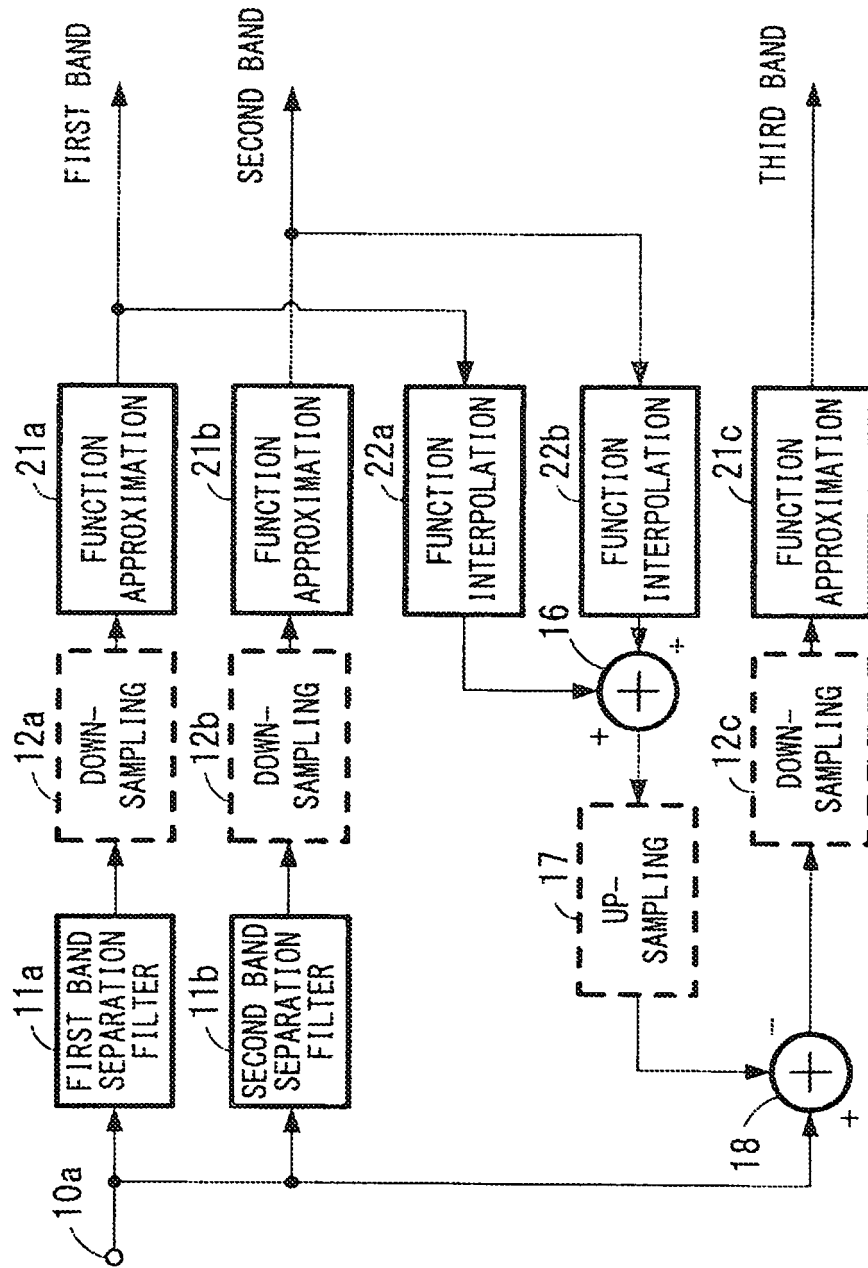 10a
11a
FIRST BAND
SEPARATION
FILTER
12a
DOWN-
SAMPLING
21a
FUNCTION
APPROXIMATION
FIRST BAND
11b
SECOND BAND
SEPARATION
FILTER
12b
DOWN-
SAMPLING
21b
FUNCTION
APPROXIMATION
SECOND BAND
22a
FUNCTION
INTERPOLATION
22b
FUNCTION
INTERPOLATION
16
+
+
+
17
UP-
SAMPLING
18
+
-
+
12c
DOWN-
SAMPLING
21c
FUNCTION
APPROXIMATION
THIRD BAND